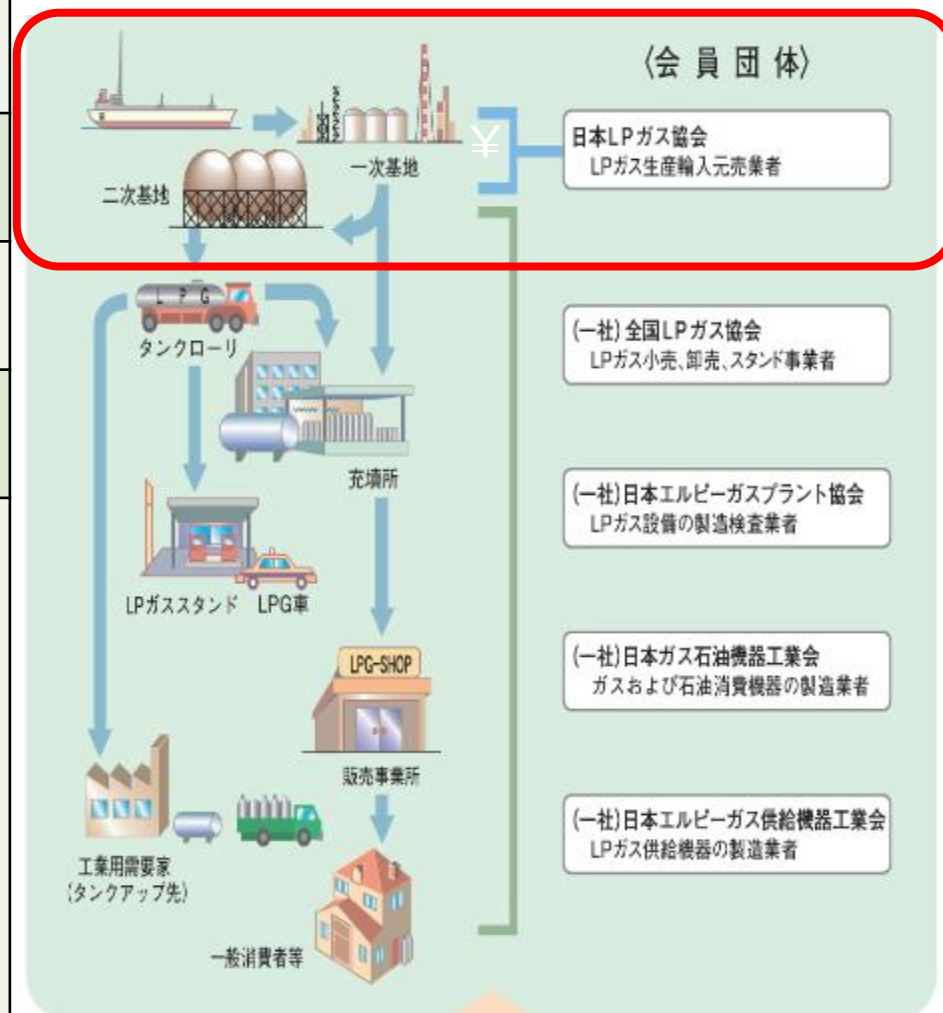 〈会員団体〉
¥
日本LPガス協会
LPガス生産輸入元売業者
一次基地
二次基地
LPG
タンクローリ
(一社)全国LPガス協会
LPガス小売、卸売、スタンド事業者
充填所
(一社)日本エルピーガスプラント協会
LPガス設備の製造検査業者
LPガススタンド LPG車
LPG-SHOP
(一社)日本ガス石油機器工業会
ガスおよび石油消費機器の製造業者
販売事業所
(一社)日本エルピーガス供給機器工業会
LPガス供給機器の製造業者
工業用需要家
(タンクアップ先)
一般消費者等